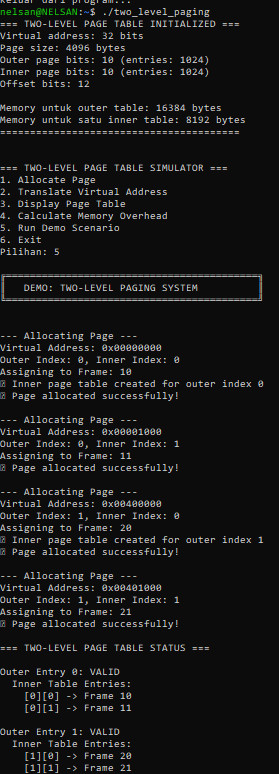 keluar dari program...
nelsan@NELSAN:~$ ./two_level_paging
=== TWO-LEVEL PAGE TABLE INITIALIZED ===
Virtual address: 32 bits
Page size: 4096 bytes
Outer page bits: 10 (entries: 1024)
Inner page bits: 10 (entries: 1024)
Offset bits: 12
Memory untuk outer table: 16384 bytes
Memory untuk satu inner table: 8192 bytes
========================================
=== TWO-LEVEL PAGE TABLE SIMULATOR ===
1. Allocate Page
2. Translate Virtual Address
3. Display Page Table
4. Calculate Memory Overhead
5. Run Demo Scenario
6. Exit
Pilihan: 5
DEMO: TWO-LEVEL PAGING SYSTEM
--- Allocating Page ---
Virtual Address: 0x00000000
Outer Index: 0, Inner Index: 0
Assigning to Frame: 10
Inner page table created for outer index 0
Page allocated successfully!
--- Allocating Page ---
Virtual Address: 0x00001000
Outer Index: 0, Inner Index: 1
Assigning to Frame: 11
Page allocated successfully!
--- Allocating Page ---
Virtual Address: 0x00400000
Outer Index: 1, Inner Index: 0
Assigning to Frame: 20
Inner page table created for outer index 1
Page allocated successfully!
--- Allocating Page ---
Virtual Address: 0x00401000
Outer Index: 1, Inner Index: 1
Assigning to Frame: 21
Page allocated successfully!
=== TWO-LEVEL PAGE TABLE STATUS ===
Outer Entry 0: VALID
Inner Table Entries:
[0][0] -> Frame 10
[0][1] -> Frame 11
Outer Entry 1: VALID
Inner Table Entries:
[1][0] -> Frame 20
[1][1] -> Frame 21